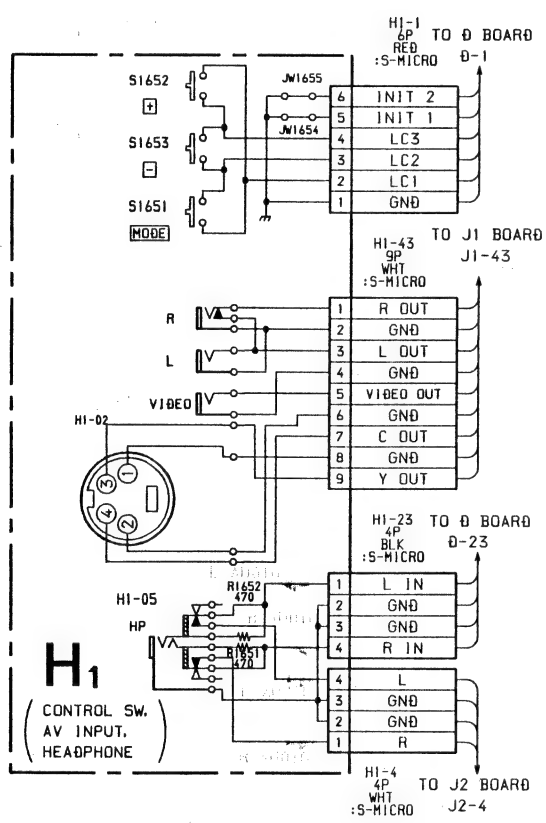 H1-1
6P
RED
:S-MICRO
TO D BOARD
D-1
S1652
+
S1653
-
S1651
MODE
JW1655
JW1654
6 INIT 2
5 INIT 1
4 LC3
3 LC2
2 LC1
1 GND
H1-43
9P
WHT
:S-MICRO
TO J1 BOARD
J1-43
R
L
VIDEO
H1-02
1 R OUT
2 GND
3 L OUT
4 GND
5 VIDEO OUT
6 GND
7 C OUT
8 GND
9 Y OUT
3 1
4 2
H1-23
4P
BLK
:S-MICRO
TO D BOARD
D-23
H1-05
HP
R1652
470
R1651
470
1 L IN
2 GND
3 GND
4 R IN
4 L
3 GND
2 GND
1 R
H1
CONTROL SW,
AV INPUT,
HEADPHONE
H1-4
4P
WHT
:S-MICRO
TO J2 BOARD
J2-4